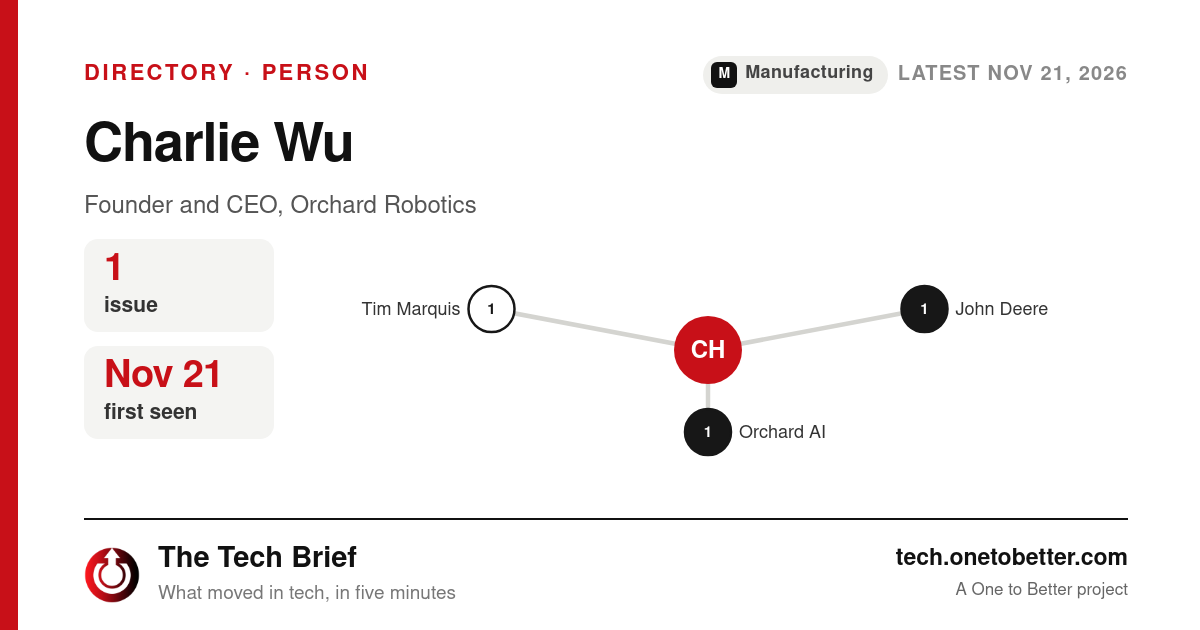 DIRECTORY · PERSON
M Manufacturing
LATEST NOV 21, 2026
Charlie Wu
Founder and CEO, Orchard Robotics
1
issue
Nov 21
first seen
Tim Marquis
1
CH
1
John Deere
1
Orchard AI
The Tech Brief
What moved in tech, in five minutes
tech.onetobetter.com
A One to Better project